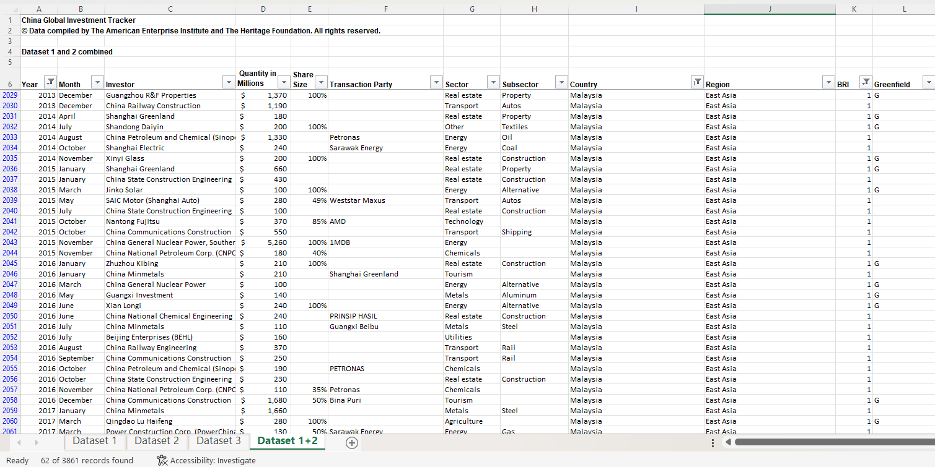 A B C D E F G H I J K L
1 China Global Investment Tracker
2 © Data compiled by The American Enterprise Institute and The Heritage Foundation. All rights reserved.
3
4 Dataset 1 and 2 combined
5
6 Year Month Investor Quantity in Millions Share Size Transaction Party Sector Subsector Country Region BRI Greenfield
2029 2013 December Guangzhou R&F Properties $ 1,370 100% Real estate Property Malaysia East Asia 1 G
2030 2013 December China Railway Construction $ 1,190 Transport Autos Malaysia East Asia 1
2031 2014 April Shanghai Greenland $ 180 Real estate Property Malaysia East Asia 1 G
2032 2014 July Shandong Daiyin $ 200 100% Other Textiles Malaysia East Asia 1 G
2033 2014 August China Petroleum and Chemical (Sinop $ 1,330 Petronas Energy Oil Malaysia East Asia 1
2034 2014 October Shanghai Electric $ 240 Sarawak Energy Energy Coal Malaysia East Asia 1
2035 2014 November Xinyi Glass $ 200 100% Real estate Construction Malaysia East Asia 1 G
2036 2015 January Shanghai Greenland $ 660 Real estate Property Malaysia East Asia 1 G
2037 2015 January China State Construction Engineering $ 430 Real estate Construction Malaysia East Asia 1
2038 2015 March Jinko Solar $ 100 100% Energy Alternative Malaysia East Asia 1 G
2039 2015 May SAIC Motor (Shanghai Auto) $ 280 49% Weststar Maxus Transport Autos Malaysia East Asia 1
2040 2015 July China State Construction Engineering $ 100 Real estate Construction Malaysia East Asia 1
2041 2015 October Nantong Fujitsu $ 370 85% AMD Technology Malaysia East Asia 1
2042 2015 October China Communications Construction $ 550 Transport Shipping Malaysia East Asia 1
2043 2015 November China General Nuclear Power, Souther $ 5,260 100% 1MDB Energy Malaysia East Asia 1
2044 2015 November China National Petroleum Corp. (CNPC $ 180 40% Chemicals Malaysia East Asia 1
2045 2016 January Zhuzhou Kibing $ 210 100% Real estate Construction Malaysia East Asia 1 G
2046 2016 January China Minmetals $ 210 Shanghai Greenland Tourism Malaysia East Asia 1
2047 2016 March China General Nuclear Power $ 100 Energy Alternative Malaysia East Asia 1 G
2048 2016 May Guangxi Investment $ 140 Metals Aluminum Malaysia East Asia 1 G
2049 2016 June Xian Longi $ 240 100% Energy Alternative Malaysia East Asia 1 G
2050 2016 June China National Chemical Engineering $ 240 PRINSIP HASIL Real estate Construction Malaysia East Asia 1
2051 2016 July China Minmetals $ 110 Guangxi Beibu Metals Steel Malaysia East Asia 1
2052 2016 July Beijing Enterprises (BEHL) $ 160 Utilities Malaysia East Asia 1
2053 2016 August China Railway Engineering $ 370 Transport Rail Malaysia East Asia 1
2054 2016 September China Communications Construction $ 250 Transport Rail Malaysia East Asia 1
2055 2016 October China Petroleum and Chemical (Sinop $ 190 PETRONAS Chemicals Malaysia East Asia 1
2056 2016 October China State Construction Engineering $ 230 Real estate Construction Malaysia East Asia 1
2057 2016 November China National Petroleum Corp. (CNPC $ 110 35% Petronas Chemicals Malaysia East Asia 1
2058 2016 December China Communications Construction $ 1,680 50% Bina Puri Tourism Malaysia East Asia 1 G
2059 2017 January China Minmetals $ 1,660 Metals Steel Malaysia East Asia 1
2060 2017 March Qingdao Lu Haifeng $ 280 100% Agriculture Malaysia East Asia 1 G
2061 2017 March Power Construction Corp. (PowerChina $ 130 50% Sarawak Energy Energy Gas Malaysia East Asia 1
Dataset 1 Dataset 2 Dataset 3 Dataset 1+2
Ready 62 of 3861 records found Accessibility: Investigate